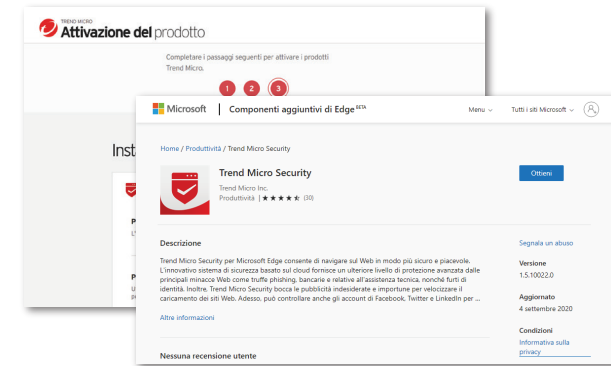 TREND MICRO
Attivazione del prodotto
Completare i passaggi seguenti per attivare i prodotti
Trend Micro.
1 2 3
Inst
Microsoft Componenti aggiuntivi di Edge BETA Menu Tutti i siti Microsoft
Home / Produttività / Trend Micro Security
Trend Micro Security
Trend Micro Inc.
Produttività | ★★★★★ (30)
Ottieni
Descrizione
Trend Micro Security per Microsoft Edge consente di navigare sul Web in modo più sicuro e piacevole.
L'innovativo sistema di sicurezza basato sul cloud fornisce un ulteriore livello di protezione avanzata dalle
principali minacce Web come truffe phishing, bancarie e relative all'assistenza tecnica, nonché furti di
identità. Inoltre, Trend Micro Security bocca le pubblicità indesiderate e importune per velocizzare il
caricamento dei siti Web. Adesso, può controllare anche gli account di Facebook, Twitter e LinkedIn per ...
Altre informazioni
Nessuna recensione utente
Segnala un abuso
Versione
1.5.10022.0
Aggiornato
4 settembre 2020
Condizioni
Informativa sulla
privacy